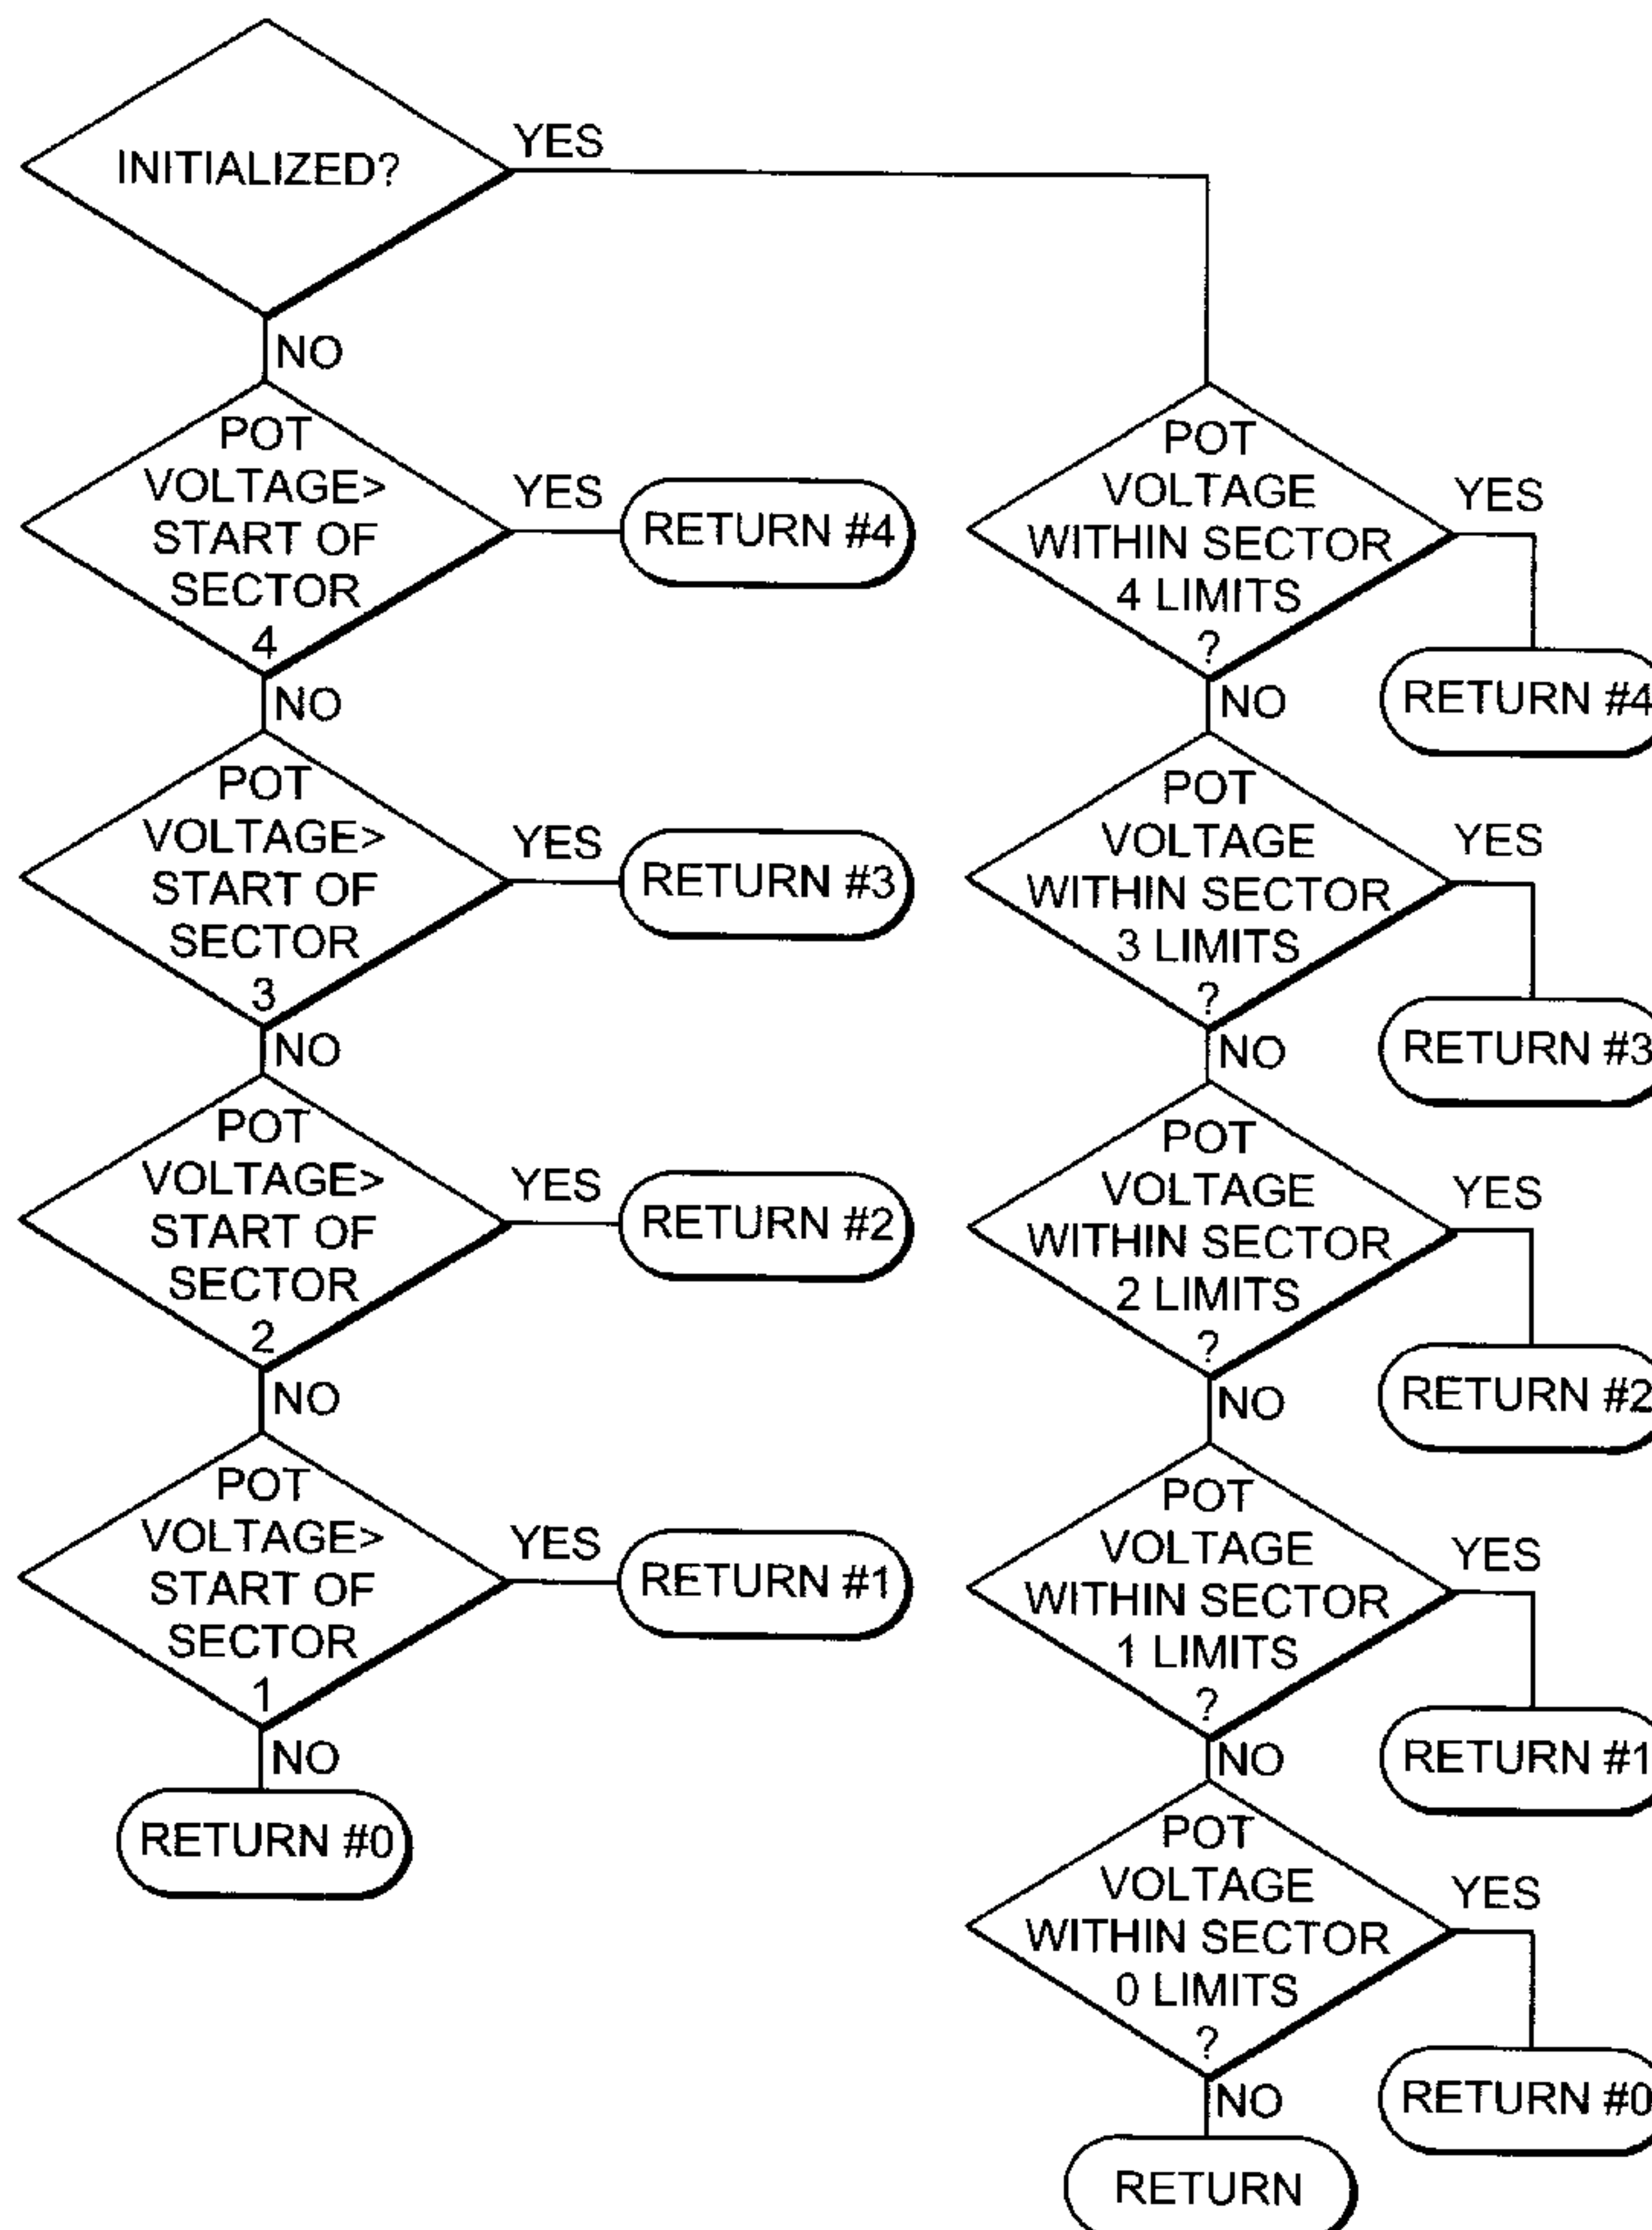 INITIALIZED?
YES
NO
POT
VOLTAGE>
START OF
SECTOR
4
YES
RETURN #4
NO
POT
VOLTAGE>
START OF
SECTOR
3
YES
RETURN #3
NO
POT
VOLTAGE>
START OF
SECTOR
2
YES
RETURN #2
NO
POT
VOLTAGE>
START OF
SECTOR
1
YES
RETURN #1
NO
RETURN #0
POT
VOLTAGE
WITHIN SECTOR
4 LIMITS
?
YES
RETURN #4
NO
POT
VOLTAGE
WITHIN SECTOR
3 LIMITS
?
YES
RETURN #3
NO
POT
VOLTAGE
WITHIN SECTOR
2 LIMITS
?
YES
RETURN #2
NO
POT
VOLTAGE
WITHIN SECTOR
1 LIMITS
?
YES
RETURN #1
NO
POT
VOLTAGE
WITHIN SECTOR
0 LIMITS
?
YES
RETURN #0
NO
RETURN